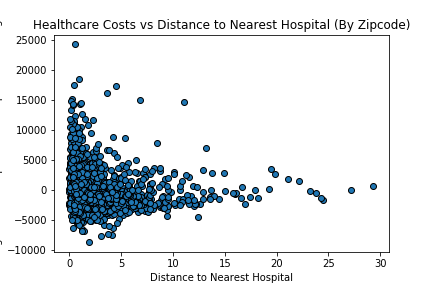 Healthcare Costs vs Distance to Nearest Hospital (By Zipcode)
25000
20000
15000
10000
5000
0
−5000
−10000
0 5 10 15 20 25 30
Distance to Nearest Hospital